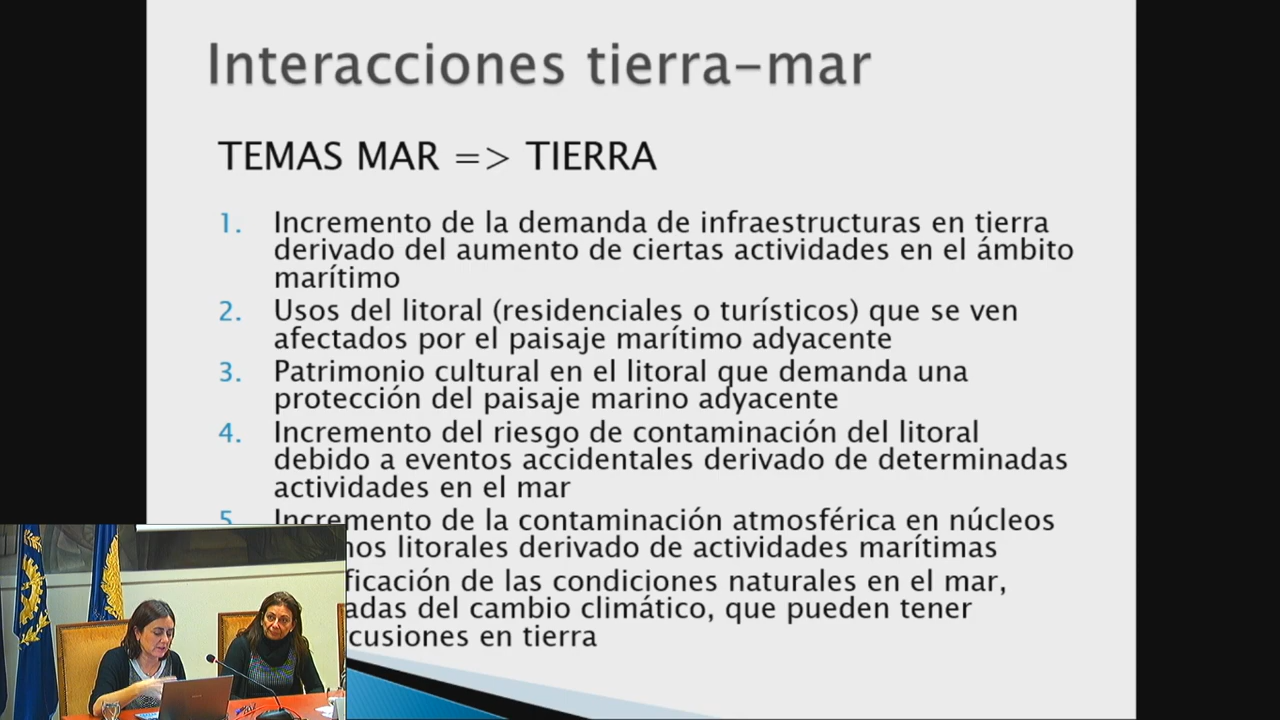 Interacciones tierra-mar
TEMAS MAR => TIERRA
1. Incremento de la demanda de infraestructuras en tierra
derivado del aumento de ciertas actividades en el ámbito
marítimo
2. Usos del litoral (residenciales o turísticos) que se ven
afectados por el paisaje marítimo adyacente
3. Patrimonio cultural en el litoral que demanda una
protección del paisaje marino adyacente
4. Incremento del riesgo de contaminación del litoral
debido a eventos accidentales derivado de determinadas
actividades en el mar
5. Incremento de la contaminación atmosférica en núcleos
nos litorales derivado de actividades marítimas
ficación de las condiciones naturales en el mar,
adas del cambio climático, que pueden tener
cusiones en tierra